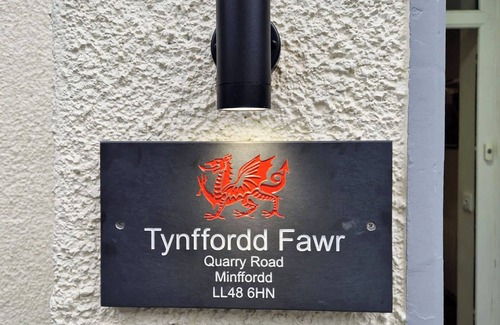 Tynffordd Fawr
Quarry Road
Minffordd
LL48 6HN